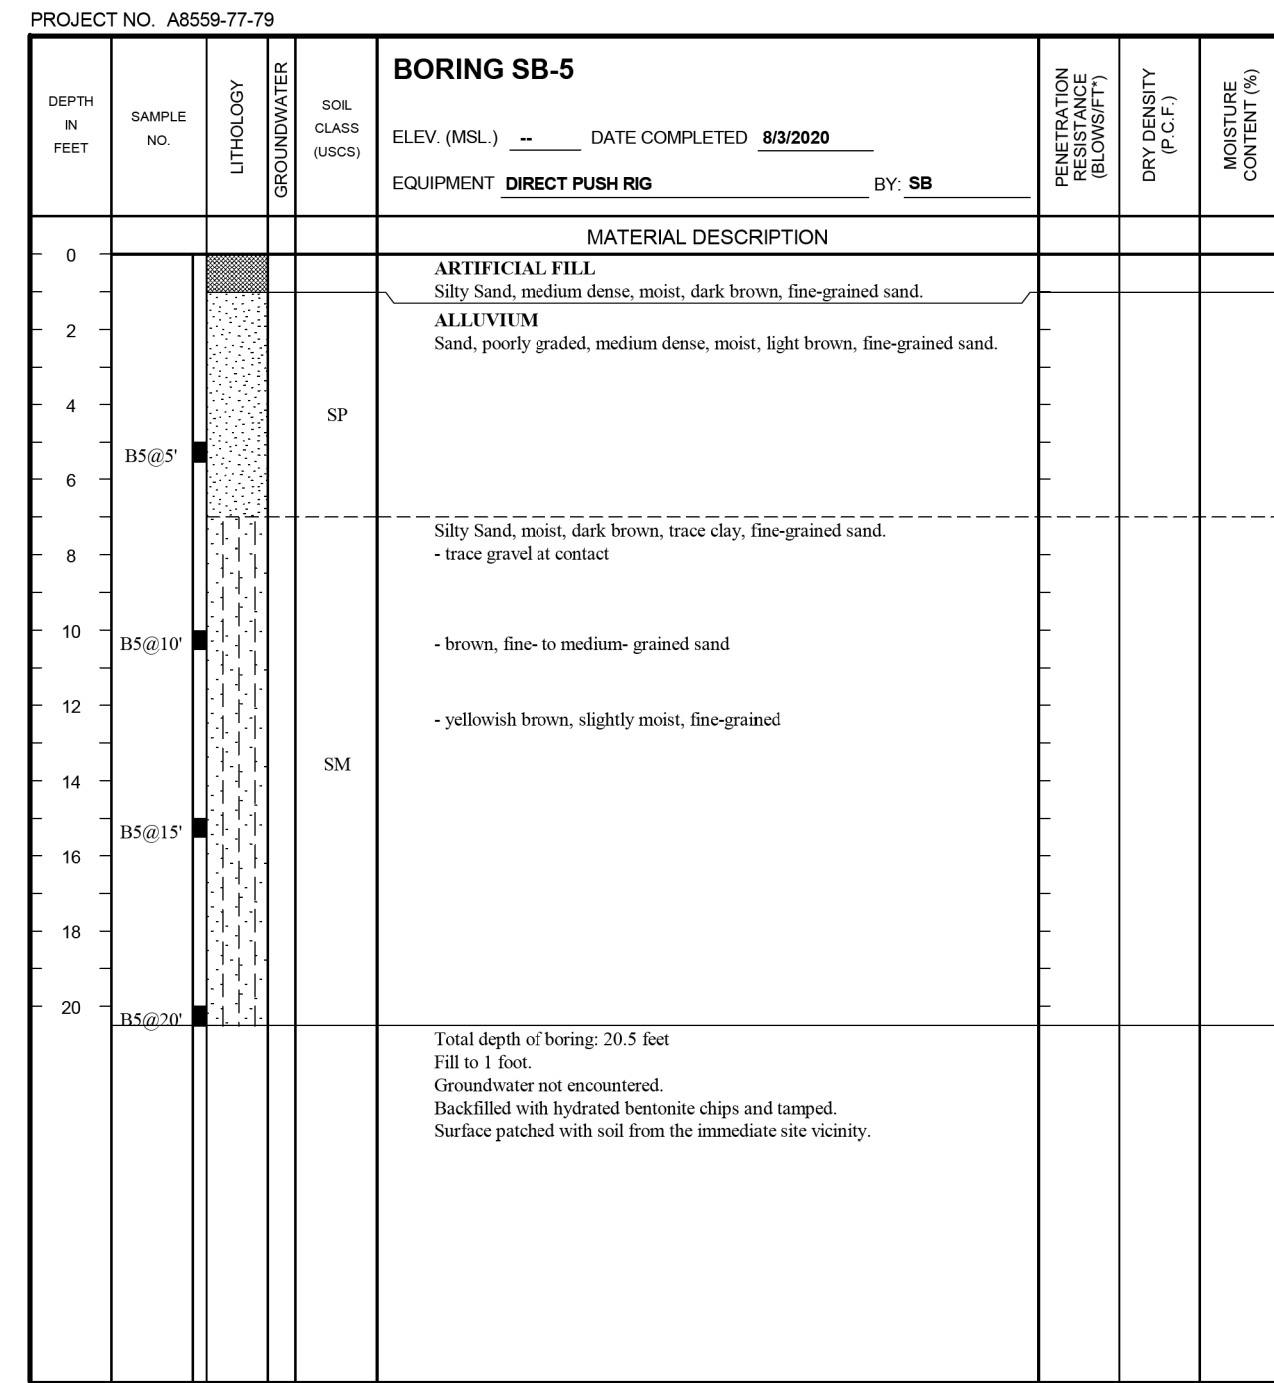 PROJECT NO. A8559-77-79
DEPTH
IN
FEET
SAMPLE
NO.
LITHOLOGY
GROUNDWATER
SOIL
CLASS
(USCS)
BORING SB-5
ELEV. (MSL.) -- DATE COMPLETED 8/3/2020
EQUIPMENT DIRECT PUSH RIG BY: SB
PENETRATION
RESISTANCE
(BLOWS/FT*)
DRY DENSITY
(P.C.F.)
MOISTURE
CONTENT (%)
MATERIAL DESCRIPTION
0
ARTIFICIAL FILL
Silty Sand, medium dense, moist, dark brown, fine-grained sand.
ALLUVIUM
2
Sand, poorly graded, medium dense, moist, light brown, fine-grained sand.
4
SP
B5@5'
6
Silty Sand, moist, dark brown, trace clay, fine-grained sand.
8
- trace gravel at contact
10
B5@10'
- brown, fine- to medium- grained sand
12
- yellowish brown, slightly moist, fine-grained
SM
14
B5@15'
16
18
20
B5@20'
Total depth of boring: 20.5 feet
Fill to 1 foot.
Groundwater not encountered.
Backfilled with hydrated bentonite chips and tamped.
Surface patched with soil from the immediate site vicinity.